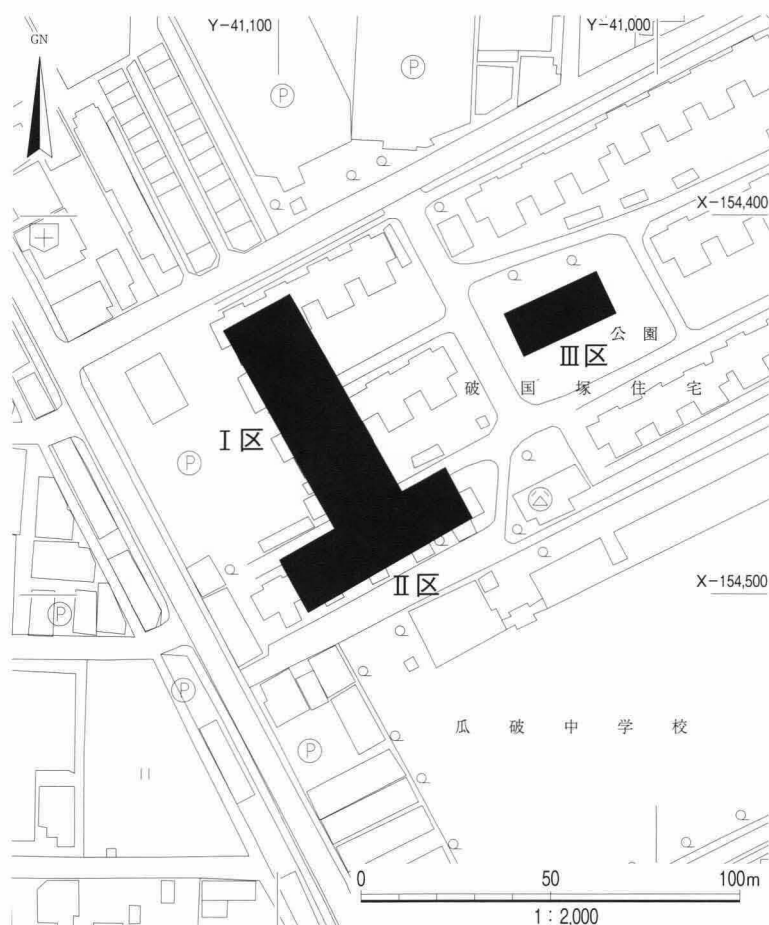 Y-41,100
Y-41,000
GN
P
P
X-154,400
公園
Ⅲ区
破国塚住宅
Ⅰ区
P
Ⅱ区
X-154,500
P
P
瓜破中学校
P
0 50 100m
1:2,000